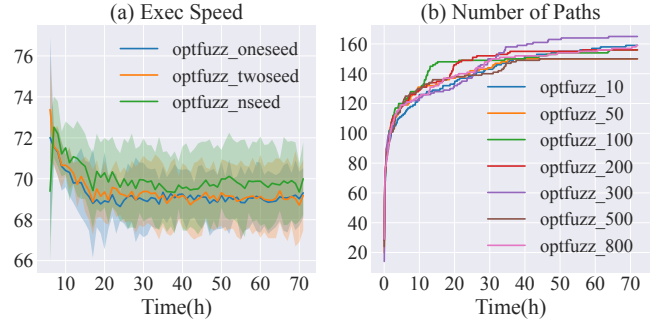 (a) Exec Speed
76
74
72
70
68
66
10 20 30 40 50 60 70
Time(h)
optfuzz_oneseed
optfuzz_twoseed
optfuzz_nseed
(b) Number of Paths
160
140
120
100
80
60
40
20
0 10 20 30 40 50 60 70
Time(h)
optfuzz_10
optfuzz_50
optfuzz_100
optfuzz_200
optfuzz_300
optfuzz_500
optfuzz_800